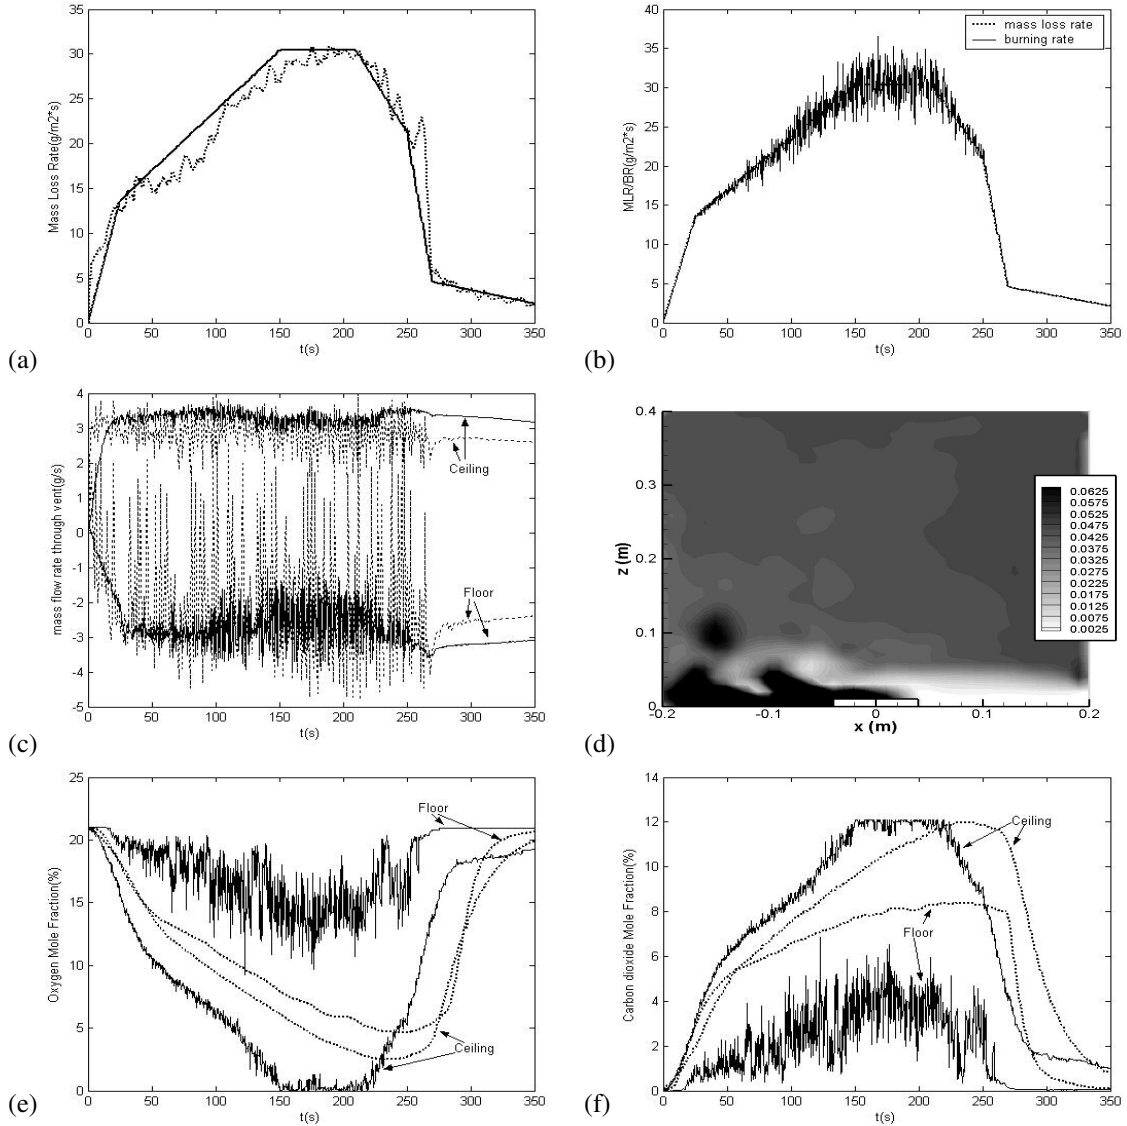 35
30
25
20
15
10
5
0
Mass Loss Rate(g/m2*s)
0 50 100 150 200 250 300 350
t(s)
(a)
40
35
30
25
20
15
10
5
0
MLR/BR(g/m2*s)
mass loss rate
burning rate
0 50 100 150 200 250 300 350
t(s)
(b)
4
3
2
1
0
-1
-2
-3
-4
-5
mass flow rate through vent(g/s)
Ceiling
Floor
0 50 100 150 200 250 300 350
t(s)
(c)
0.4
0.3
0.2
0.1
0
z (m)
0.0625
0.0575
0.0525
0.0475
0.0425
0.0375
0.0325
0.0275
0.0225
0.0175
0.0125
0.0075
0.0025
-0.2 -0.1 0 0.1 0.2
x (m)
(d)
25
20
15
10
5
0
Oxygen Mole Fraction(%)
Floor
Ceiling
0 50 100 150 200 250 300 350
t(s)
(e)
14
12
10
8
6
4
2
0
Carbon dioxide Mole Fraction(%)
Ceiling
Floor
0 50 100 150 200 250 300 350
t(s)
(f)